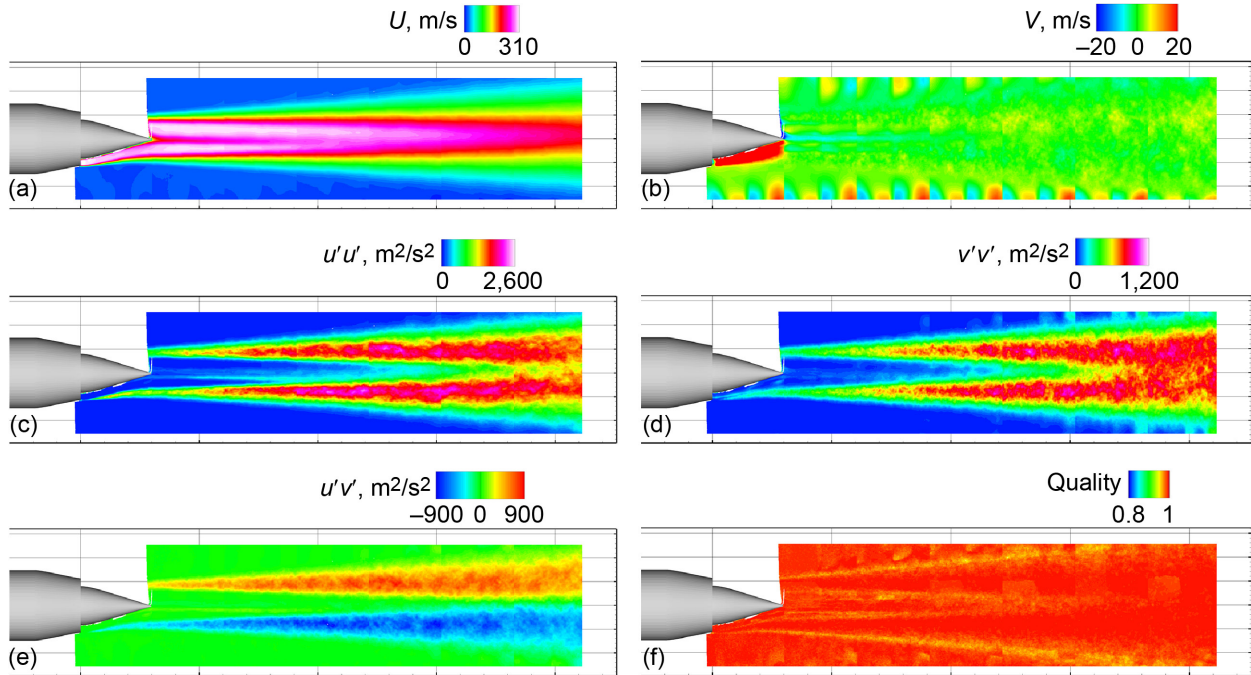 U, m/s
0 310
(a)
V, m/s
–20 0 20
(b)
u′u′, m2/s2
0 2,600
(c)
v′v′, m2/s2
0 1,200
(d)
u′v′, m2/s2
–900 0 900
(e)
Quality
0.8 1
(f)